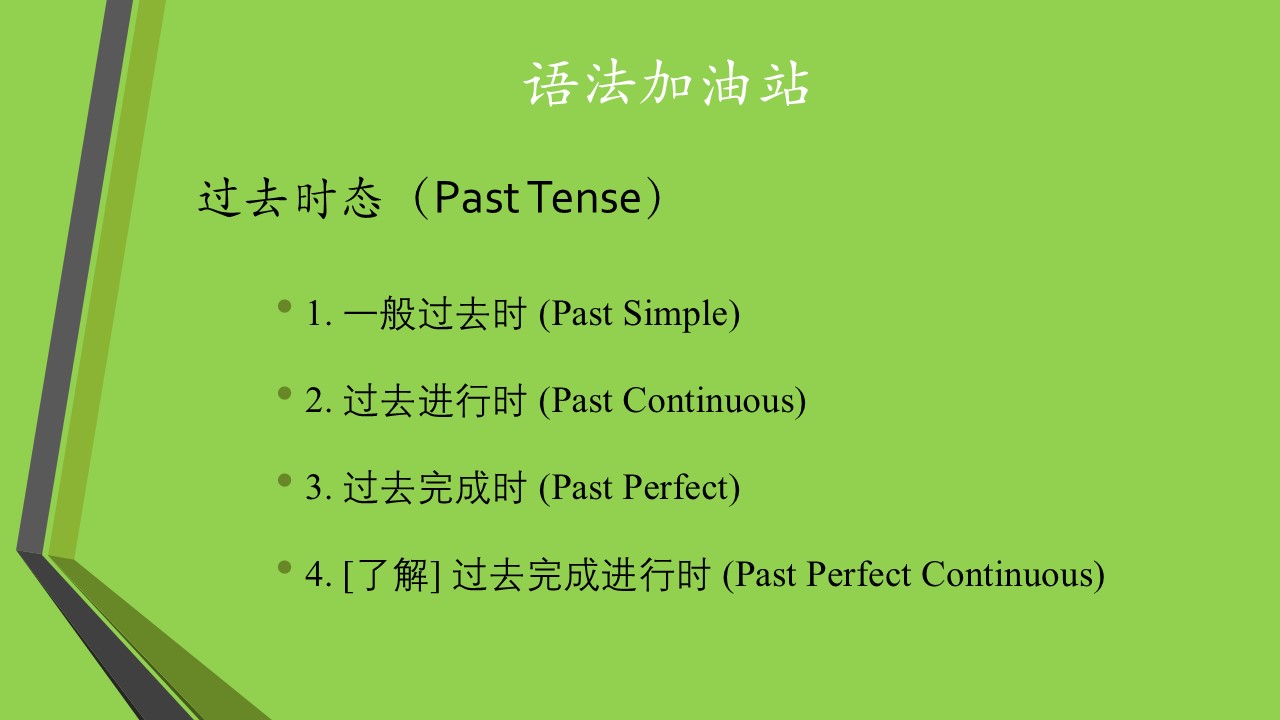 语法加油站
过去时态（Past Tense）
• 1. 一般过去时 (Past Simple)
• 2. 过去进行时 (Past Continuous)
• 3. 过去完成时 (Past Perfect)
• 4. [了解] 过去完成进行时 (Past Perfect Continuous)